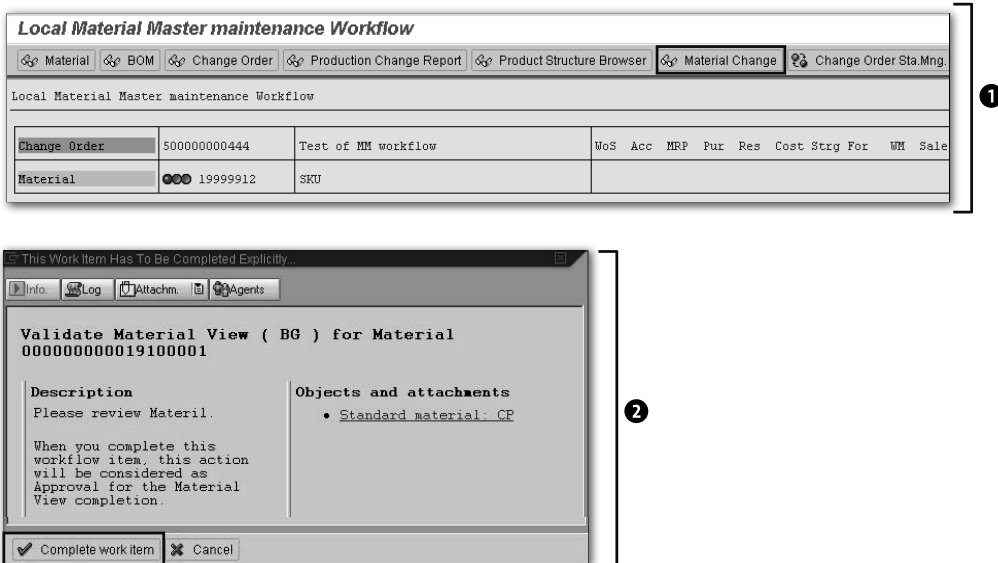 Local Material Master maintenance Workflow
Material BOM Change Order Production Change Report Product Structure Browser Material Change Change Order Sta.Mng.
Local Material Master maintenance Workflow
Change Order 500000000444 Test of MM workflow WoS Acc MRP Pur Res Cost Strg For WM Sale
Material 19999912 SKU
1
This Work Item Has To Be Completed Explicitly...
Info. Log Attachm. Agents
Validate Material View ( BG ) for Material
000000000019100001
Description
Please review Materil.
When you complete this
workflow item, this action
will be considered as
Approval for the Material
View completion.
Objects and attachments
• Standard material: CP
2
Complete work item Cancel